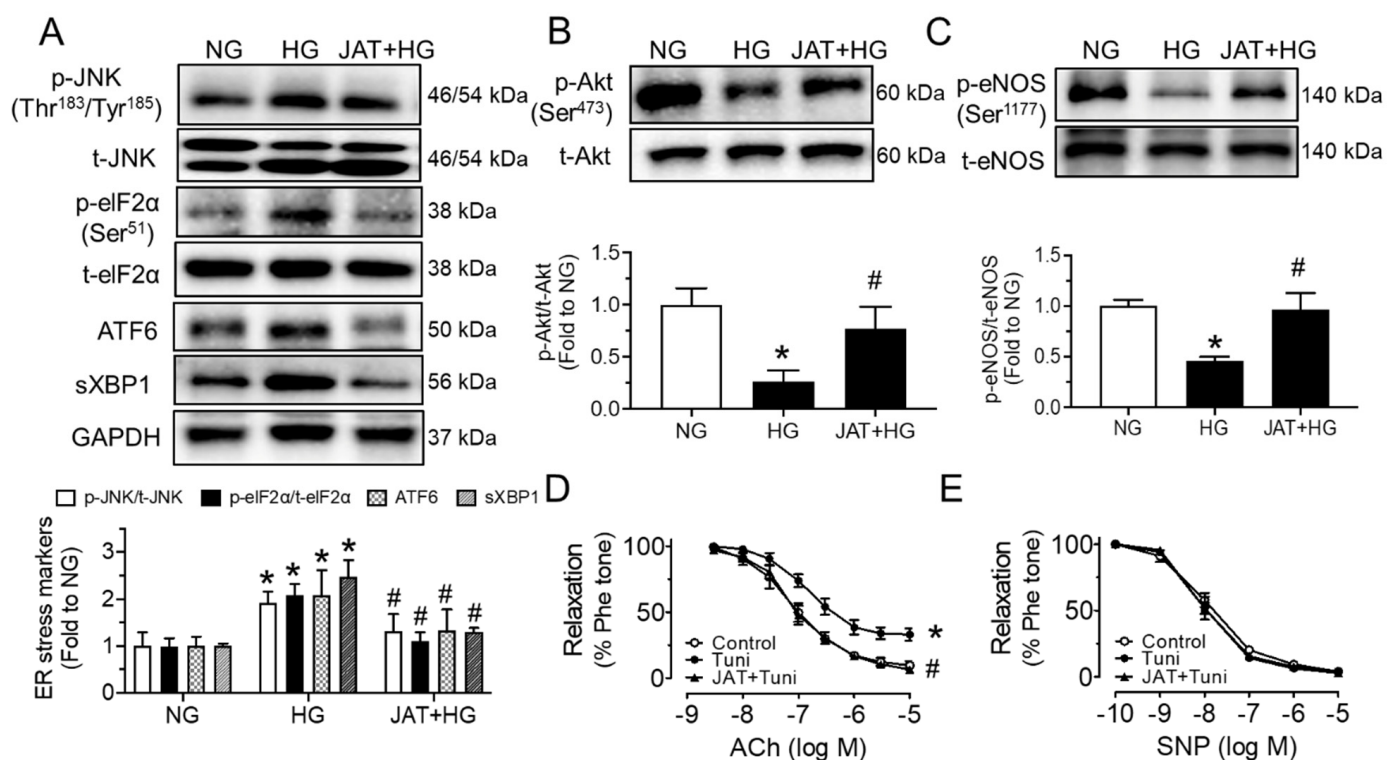 A
NG HG JAT+HG
p-JNK
(Thr183/Tyr185)
46/54 kDa
t-JNK
46/54 kDa
p-eIF2α
(Ser51)
38 kDa
t-eIF2α
38 kDa
ATF6
50 kDa
sXBP1
56 kDa
GAPDH
37 kDa
p-JNK/t-JNK p-eIF2α/t-eIF2α ATF6 sXBP1
ER stress markers
(Fold to NG)
3
2
1
0
* * * *
# # # #
NG HG JAT+HG
B
NG HG JAT+HG
p-Akt
(Ser473)
60 kDa
t-Akt
60 kDa
p-Akt/t-Akt
(Fold to NG)
1.5
1.0
0.5
0.0
*
#
NG HG JAT+HG
C
NG HG JAT+HG
p-eNOS
(Ser1177)
140 kDa
t-eNOS
140 kDa
p-eNOS/t-eNOS
(Fold to NG)
1.5
1.0
0.5
0.0
*
#
NG HG JAT+HG
D
Relaxation
(% Phe tone)
100
50
0
Control
Tuni
JAT+Tuni
*
#
-9 -8 -7 -6 -5
ACh (log M)
E
Relaxation
(% Phe tone)
100
50
0
Control
Tuni
JAT+Tuni
-10 -9 -8 -7 -6 -5
SNP (log M)